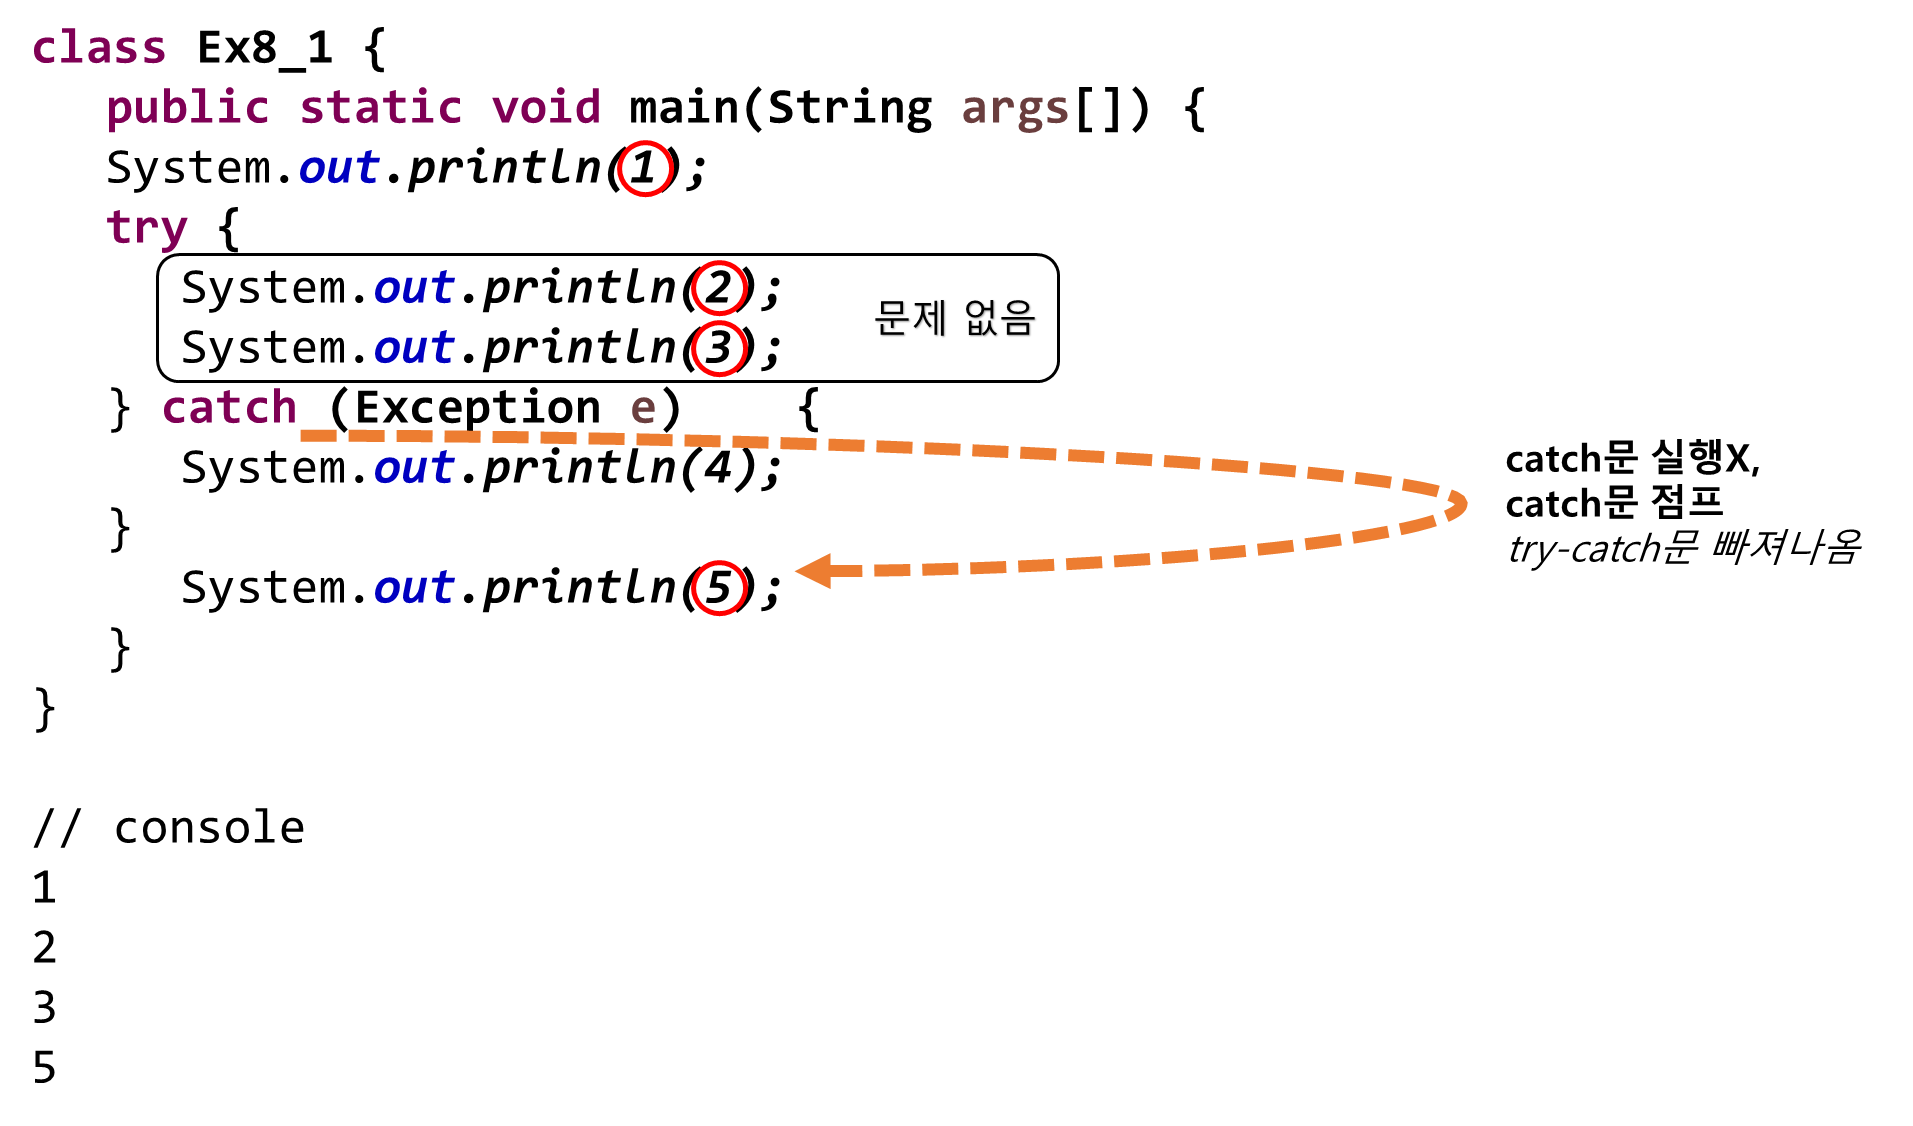 class Ex8_1 {
public static void main(String args[]) {
System.out.println(1);
try {
System.out.println(2);
System.out.println(3);
문제 없음
} catch (Exception e) {
System.out.println(4);
}
System.out.println(5);
}
}
catch문 실행X,
catch문 점프
try-catch문 빠져나옴
// console
1
2
3
5